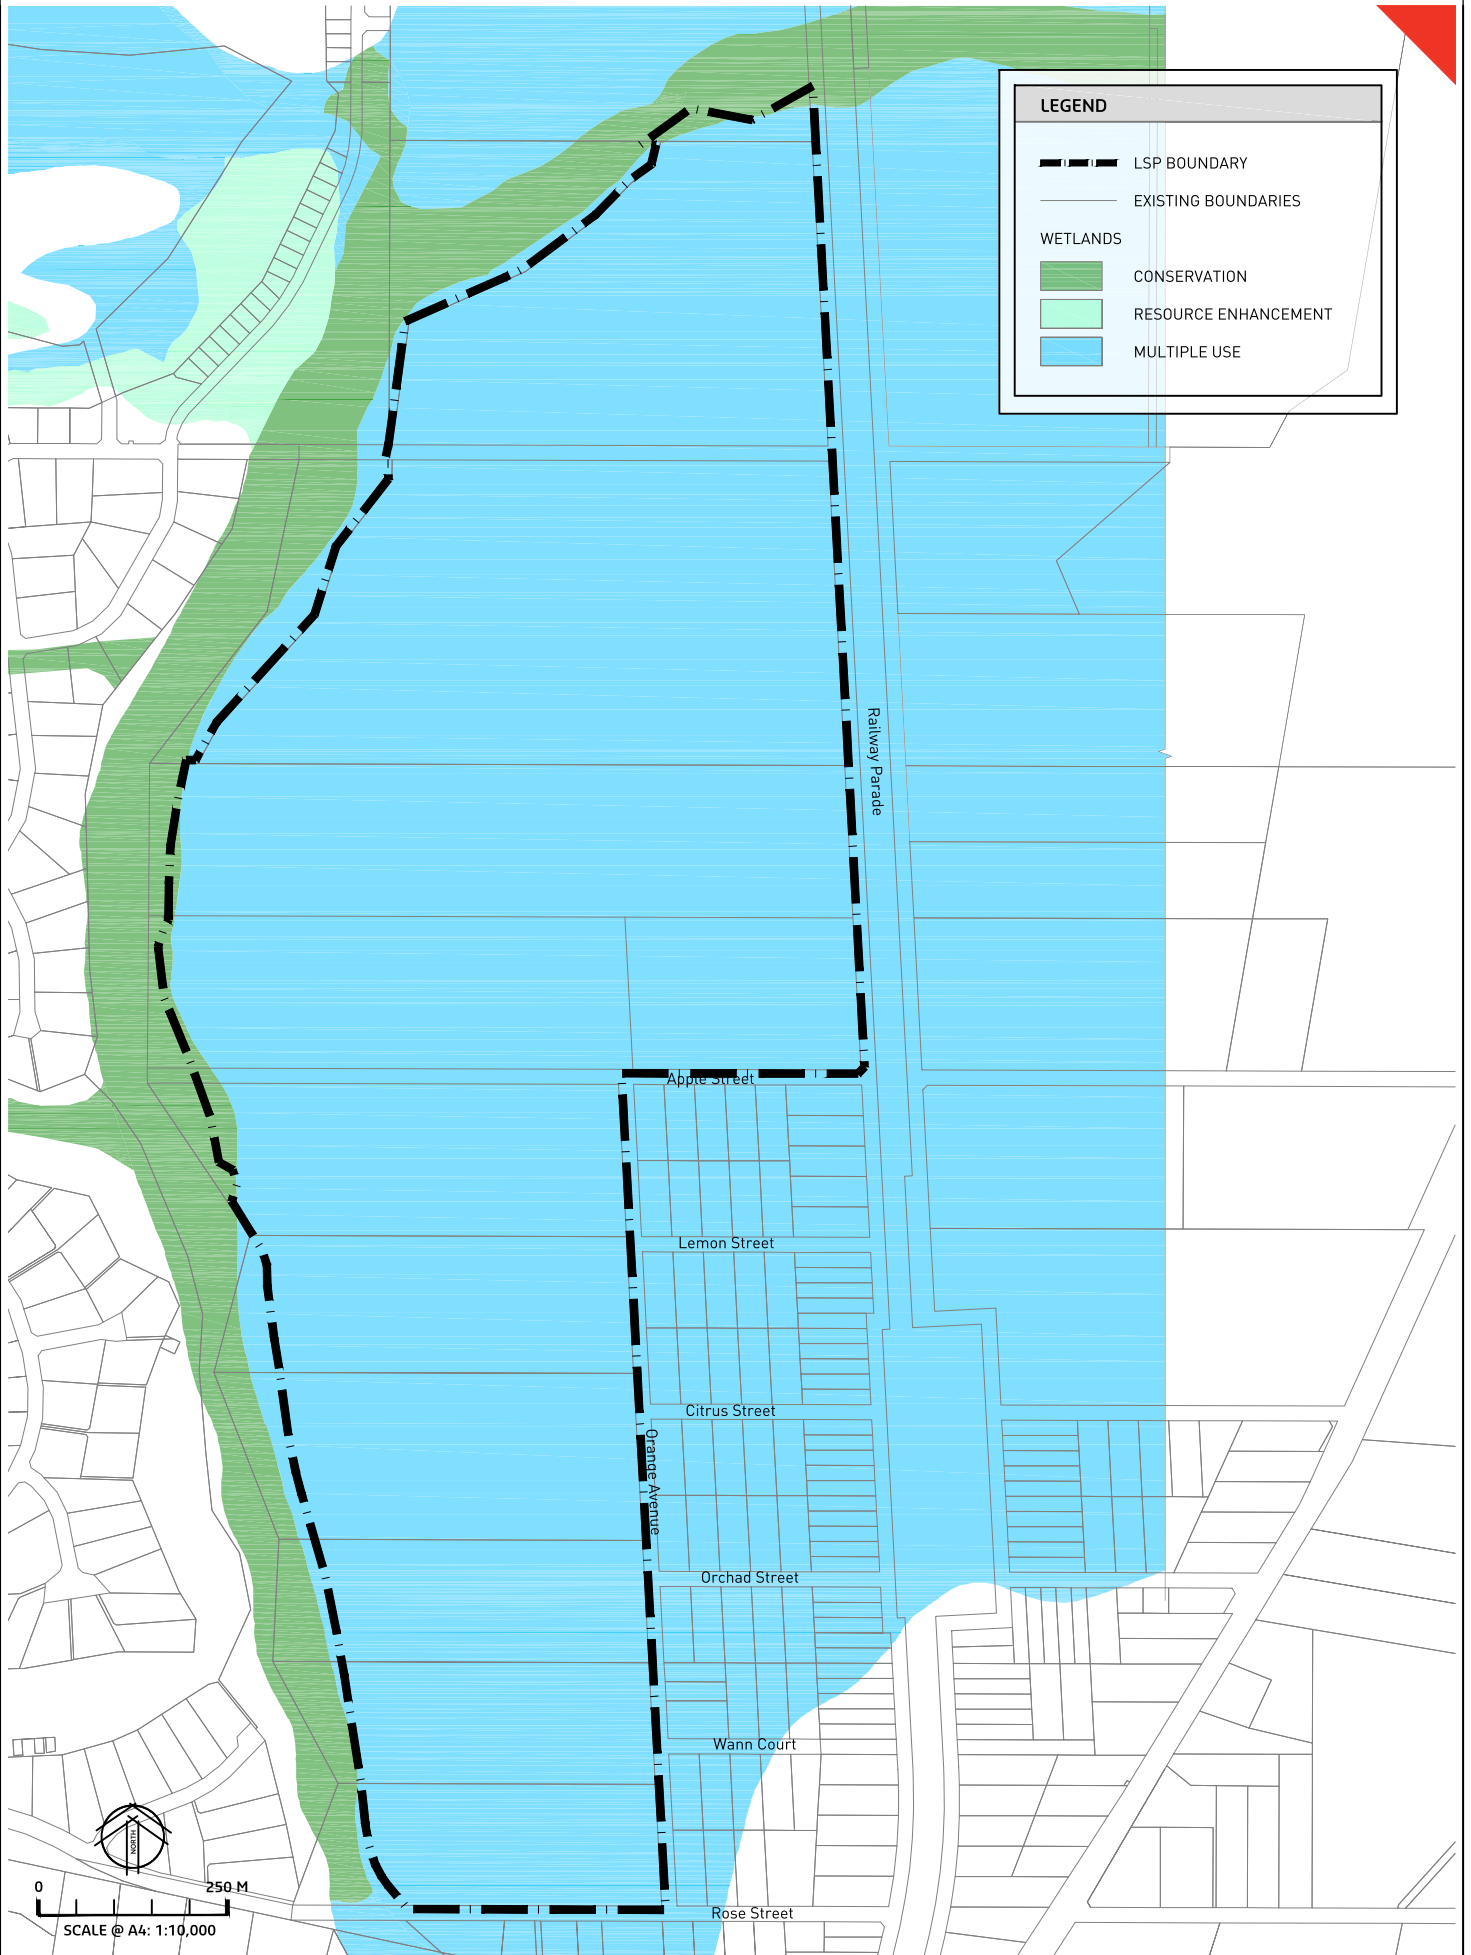 LEGEND
LSP BOUNDARY
EXISTING BOUNDARIES
WETLANDS
CONSERVATION
RESOURCE ENHANCEMENT
MULTIPLE USE
Railway Parade
Apple Street
Lemon Street
Citrus Street
Orange Avenue
Orchad Street
Wann Court
Rose Street
NORTH
0 250 M
SCALE @ A4: 1:10,000